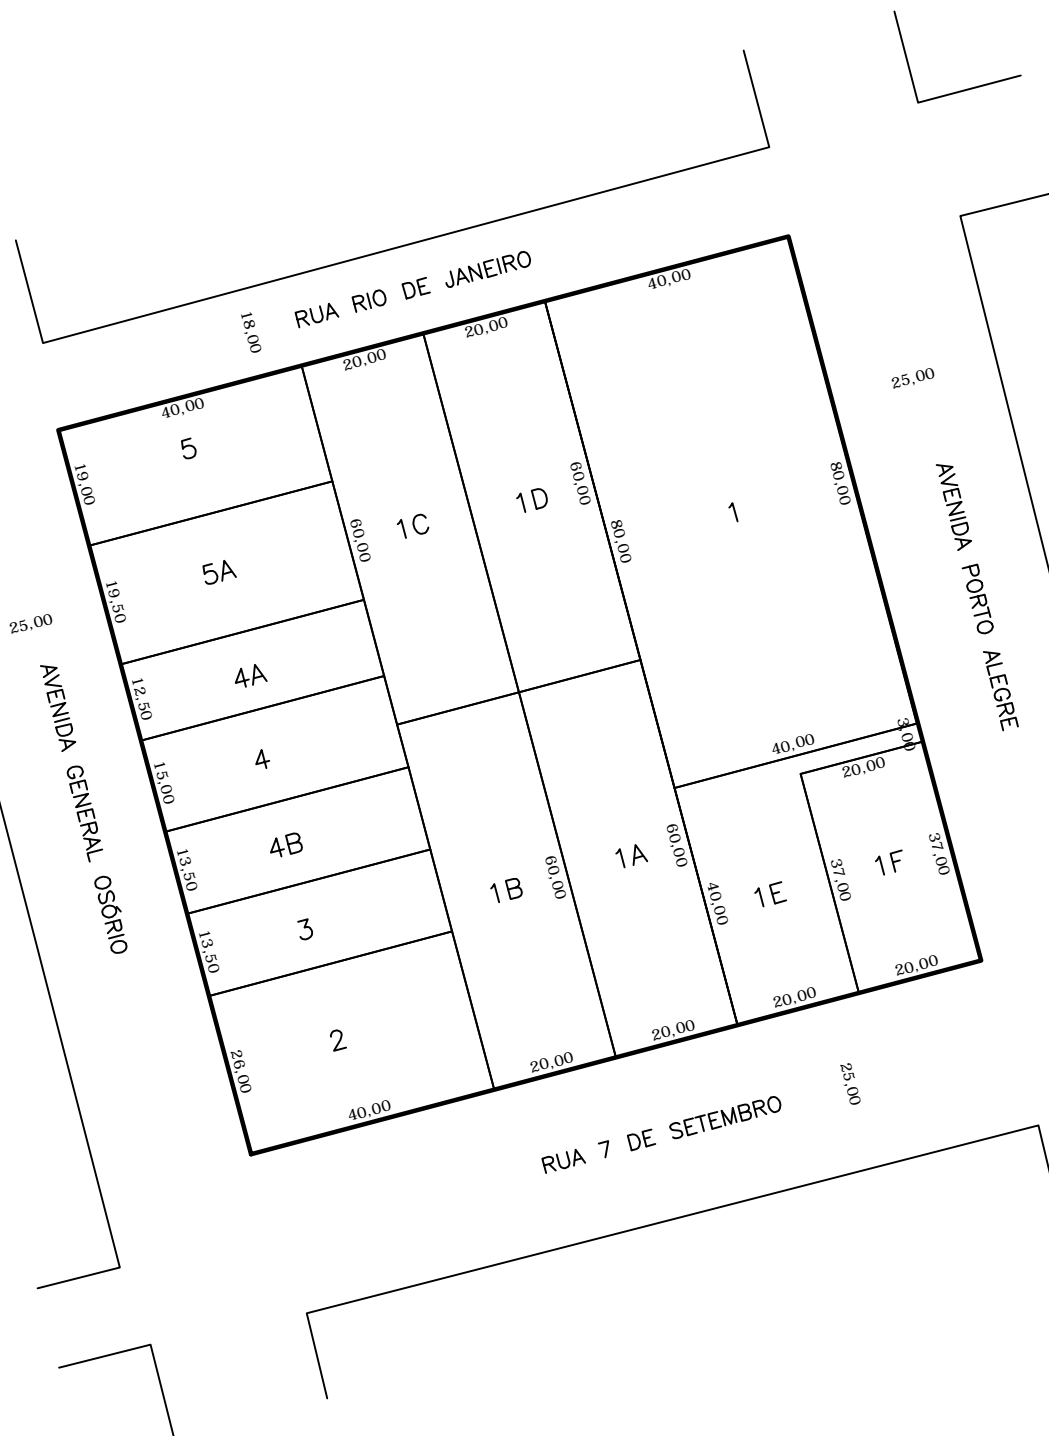 RUA RIO DE JANEIRO
18,00
40,00
20,00
20,00
40,00
25,00
5
19,00
60,00
1C
1D
60,00
80,00
1
80,00
AVENIDA PORTO ALEGRE
5A
19,50
25,00
AVENIDA GENERAL OSÓRIO
4A
12,50
4
15,00
4B
13,50
3
13,50
2
26,00
40,00
1B
60,00
20,00
1A
60,00
20,00
40,00
3,00
20,00
40,00
1E
37,00
1F
37,00
20,00
20,00
25,00
RUA 7 DE SETEMBRO